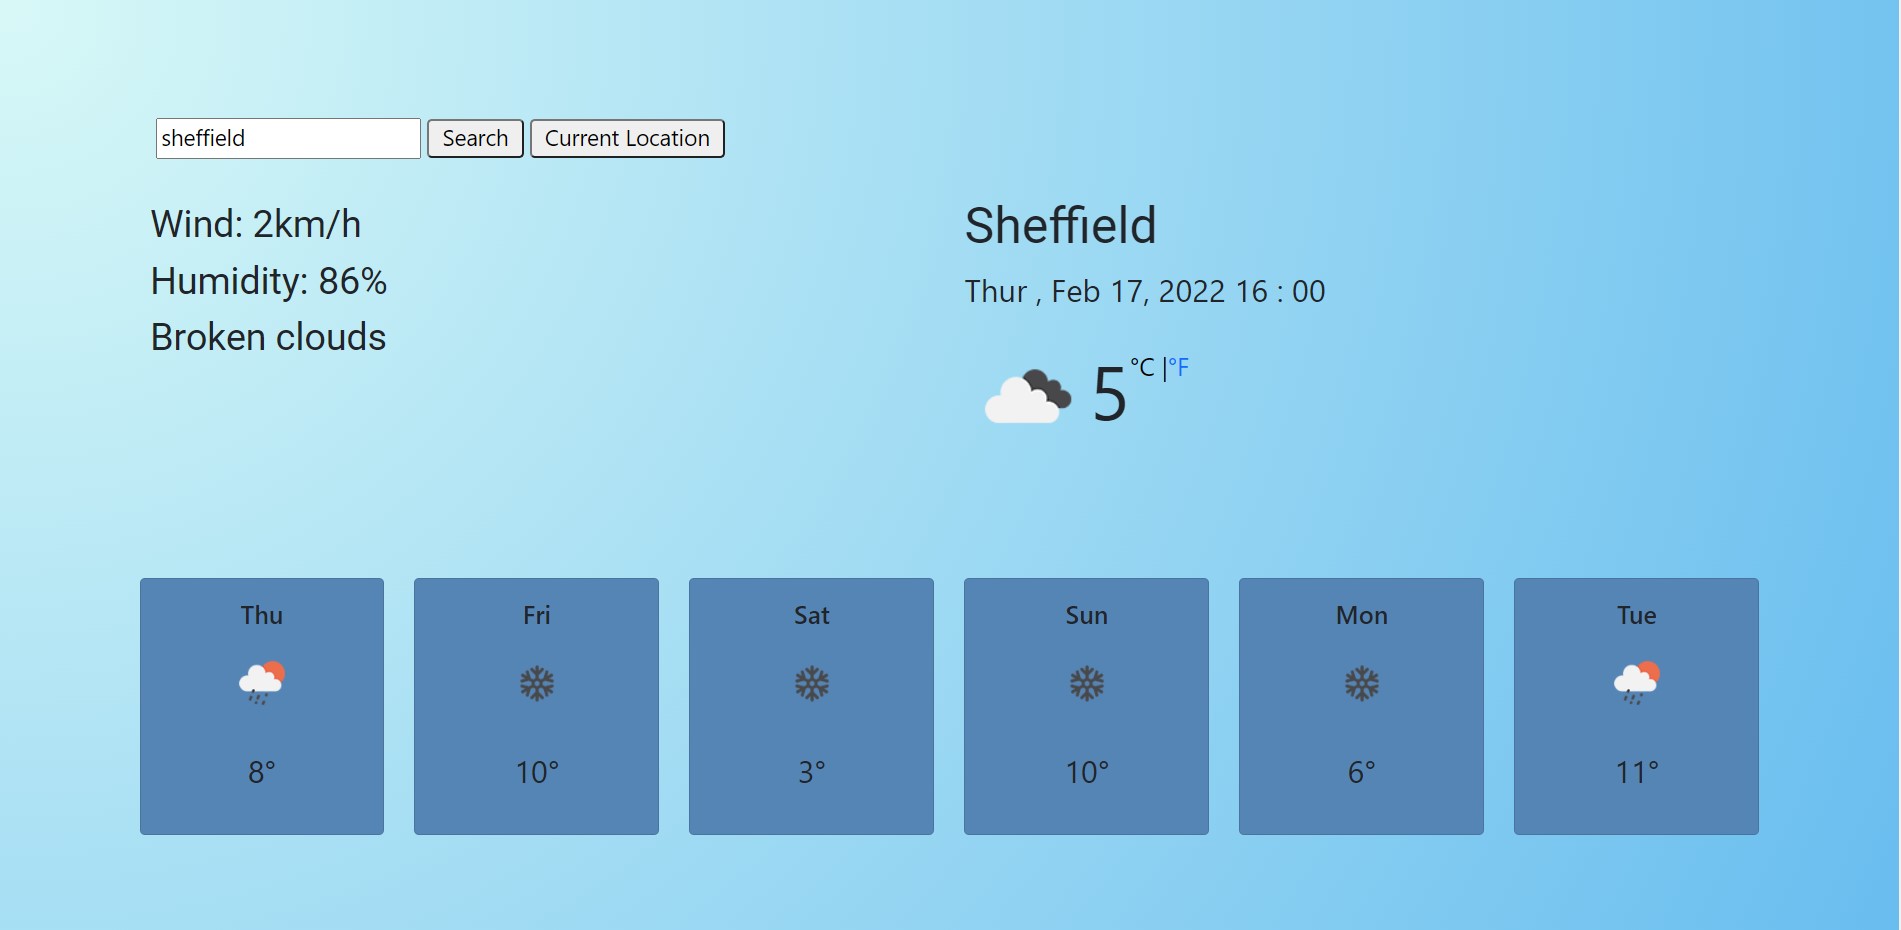 sheffield Search Current Location
Wind: 2km/h
Humidity: 86%
Broken clouds
Sheffield
Thur , Feb 17, 2022 16 : 00
5 °C |°F
Thu
8°
Fri
10°
Sat
3°
Sun
10°
Mon
6°
Tue
11°